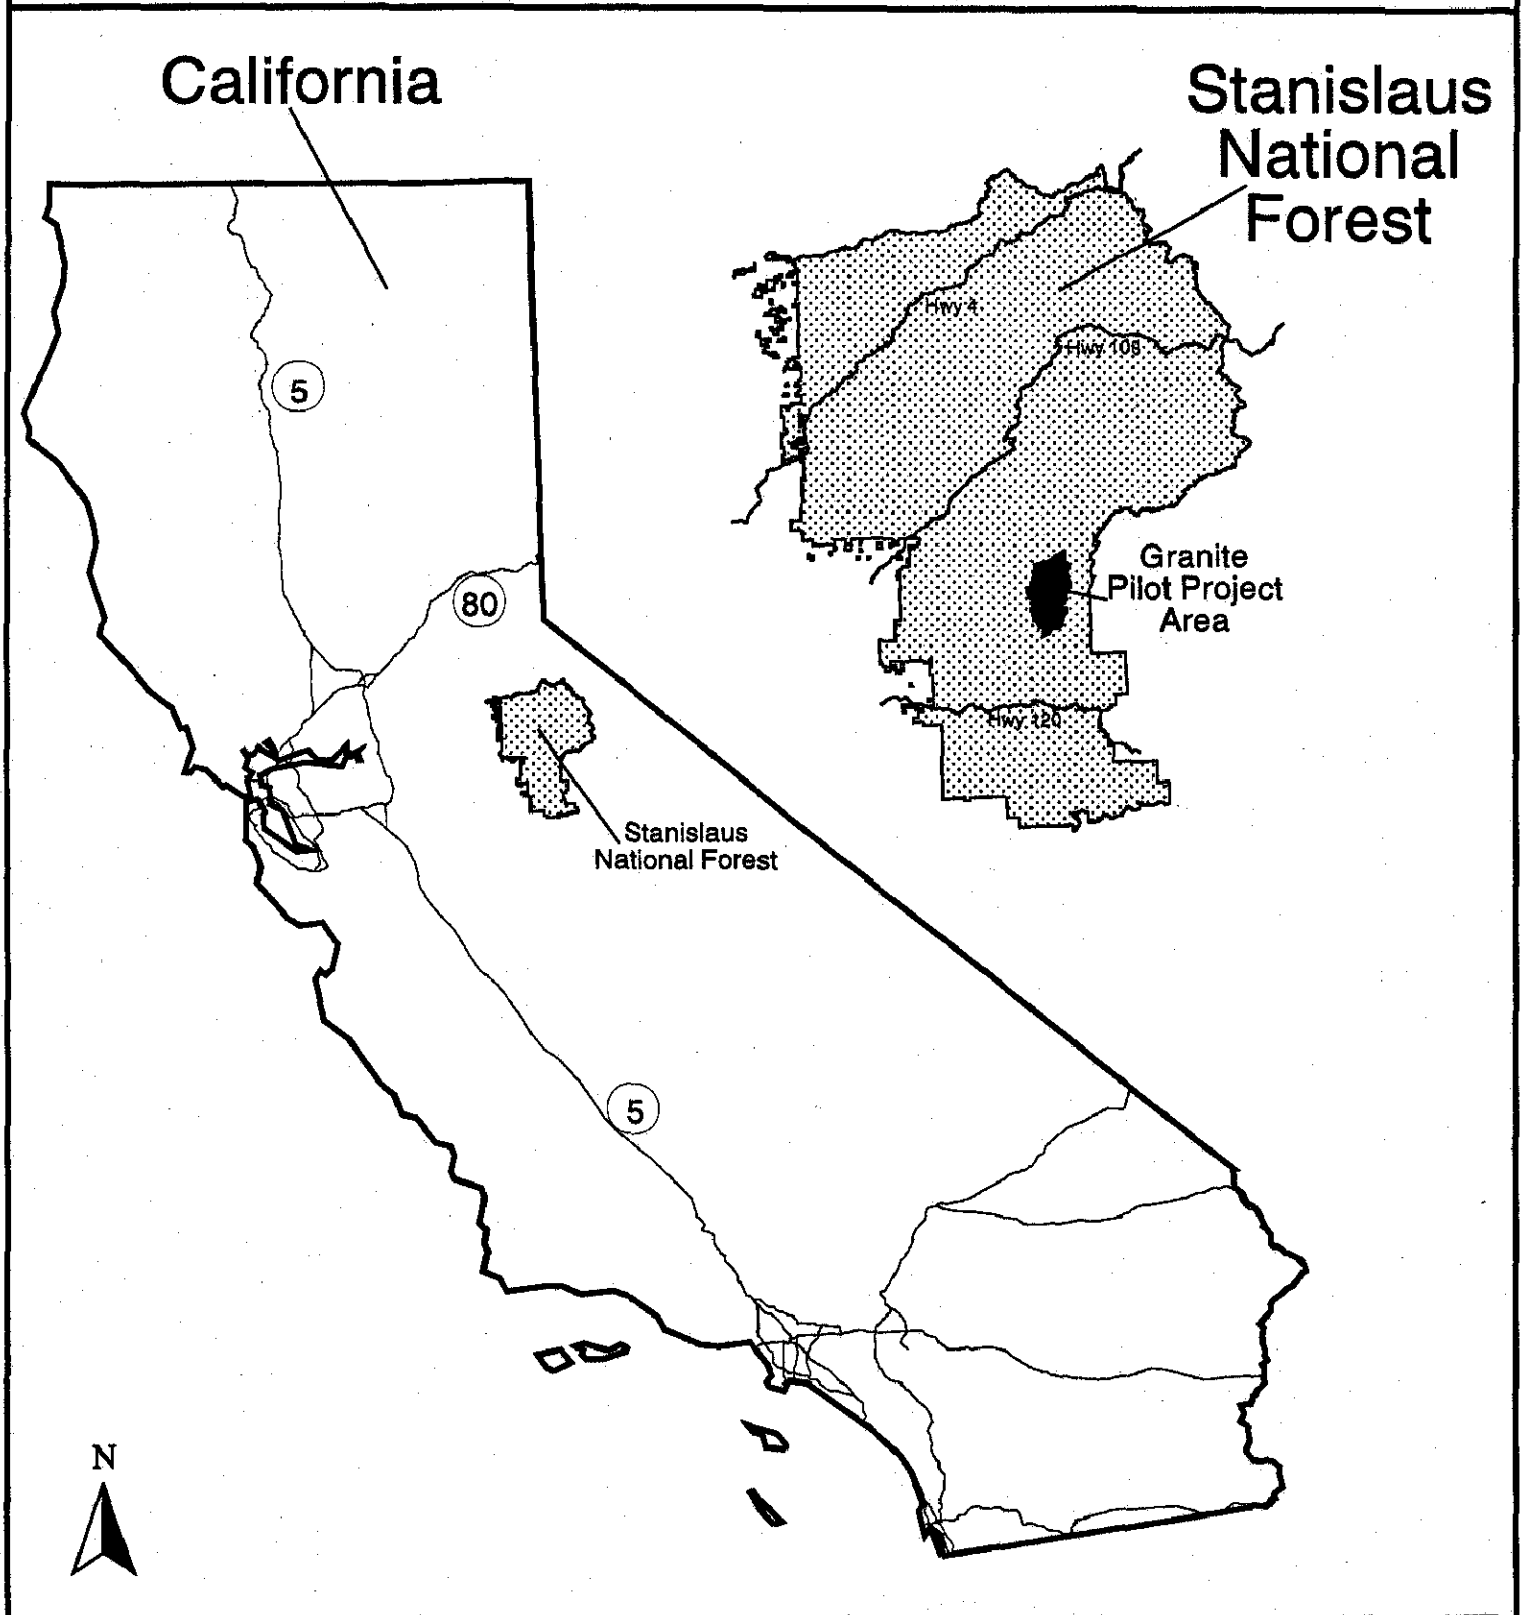 California
Stanislaus
National
Forest
Hwy 4
Hwy 108
5
Granite
Pilot Project
Area
80
Hwy 120
Stanislaus
National Forest
5
N